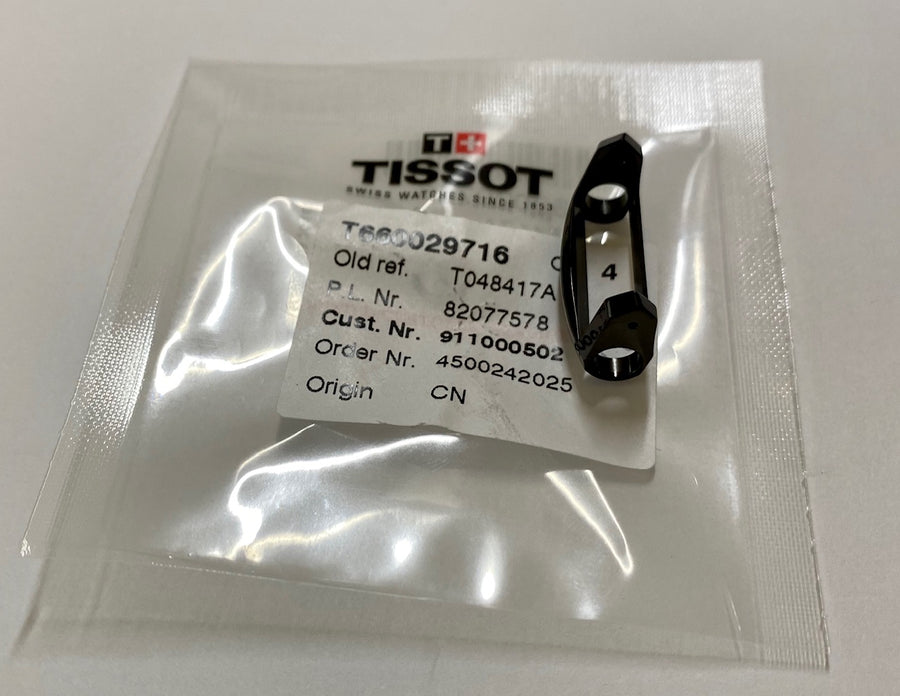 T+
TISSOT
SWISS WATCHES SINCE 1853
T660029716
Old ref. T048417A
P.L. Nr. 82077578 4
Cust. Nr. 911000502
Order Nr. 4500242025
Origin CN